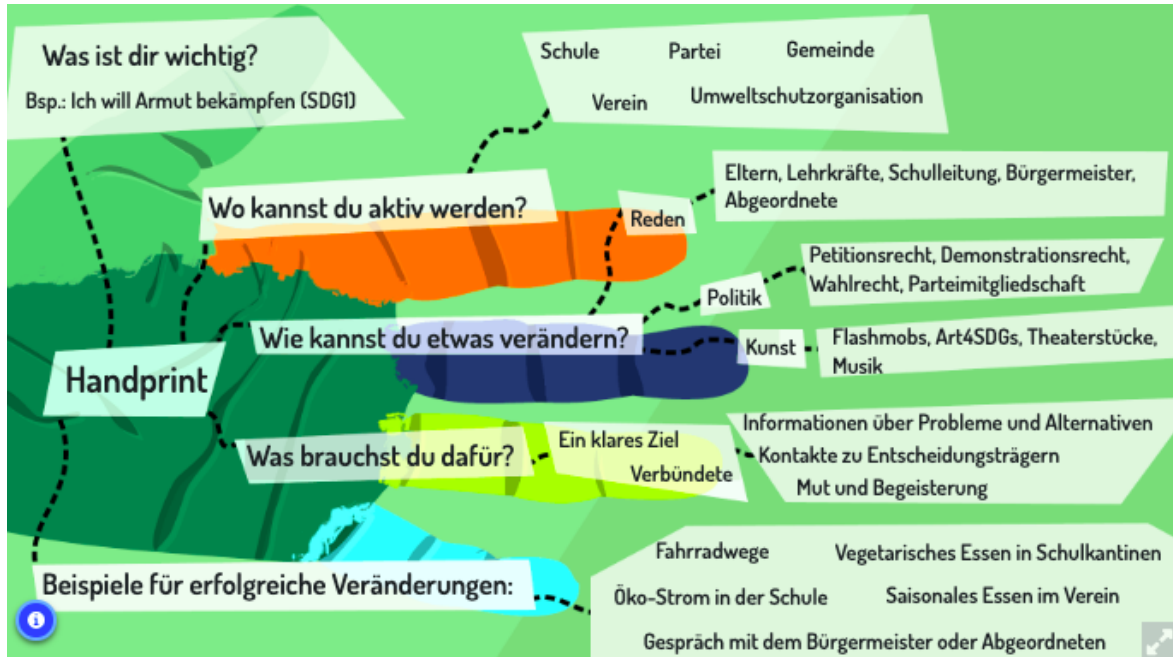 Was ist dir wichtig?
Bsp.: Ich will Armut bekämpfen (SDG1)
Schule Partei Gemeinde
Verein Umweltschutzorganisation
Wo kannst du aktiv werden?
Reden
Eltern, Lehrkräfte, Schulleitung, Bürgermeister,
Abgeordnete
Politik
Petitionsrecht, Demonstrationsrecht,
Wahlrecht, Parteimitgliedschaft
Wie kannst du etwas verändern?
Kunst
Flashmobs, Art4SDGs, Theaterstücke,
Musik
Handprint
Was brauchst du dafür?
Ein klares Ziel
Verbündete
Informationen über Probleme und Alternativen
Kontakte zu Entscheidungsträgern
Mut und Begeisterung
Beispiele für erfolgreiche Veränderungen:
Fahrradwege Vegetarisches Essen in Schulkantinen
Öko-Strom in der Schule Saisonales Essen im Verein
Gespräch mit dem Bürgermeister oder Abgeordneten